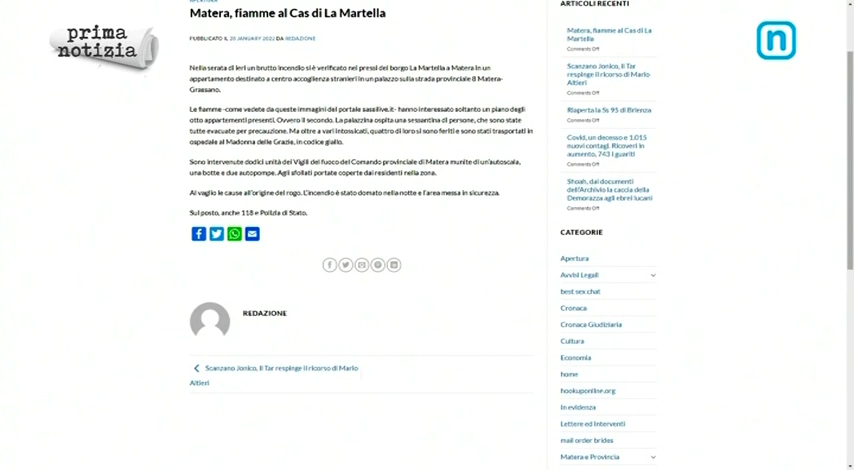 prima
notizia
n
APERTURA
Matera, fiamme al Cas di La Martella
PUBBLICATO IL 28 JANUARY 2022 DA REDAZIONE
Nella serata di ieri un brutto incendio si è verificato nei pressi del borgo La Martella a Matera in un
appartamento destinato a centro accoglienza stranieri in un palazzo sulla strada provinciale 8 Matera-
Grassano.
Le fiamme -come vedete da queste immagini del portale sassilive.it- hanno interessato soltanto un piano degli
otto appartamenti presenti. Ovvero il secondo. La palazzina ospita una sessantina di persone, che sono state
tutte evacuate per precauzione. Ma oltre a vari intossicati, quattro di loro si sono feriti e sono stati trasportati in
ospedale al Madonna delle Grazie, in codice giallo.
Sono intervenute dodici unità dei Vigili del fuoco del Comando provinciale di Matera munite di un'autoscala,
una botte e due autopompe. Agli sfollati portate coperte dai residenti nella zona.
Al vaglio le cause all'origine del rogo. L'incendio è stato domato nella notte e l'area messa in sicurezza.
Sul posto, anche 118 e Polizia di Stato.
REDAZIONE
Scanzano Jonico, il Tar respinge il ricorso di Mario
Altieri
ARTICOLI RECENTI
Matera, fiamme al Cas di La
Martella
Comments Off
Scanzano Jonico, il Tar
respinge il ricorso di Mario
Altieri
Comments Off
Riaperta la Ss 95 di Brienza
Comments Off
Covid, un decesso e 1.015
nuovi contagi. Ricoveri in
aumento, 743 i guariti
Comments Off
Shoah, dai documenti
dell'Archivio la caccia della
Demorazza agli ebrei lucani
Comments Off
CATEGORIE
Apertura
Avvisi Legali
best sex chat
Cronaca
Cronaca Giudiziaria
Cultura
Economia
home
hookuponline.org
In evidenza
Lettere ed Interventi
mail order brides
Matera e Provincia